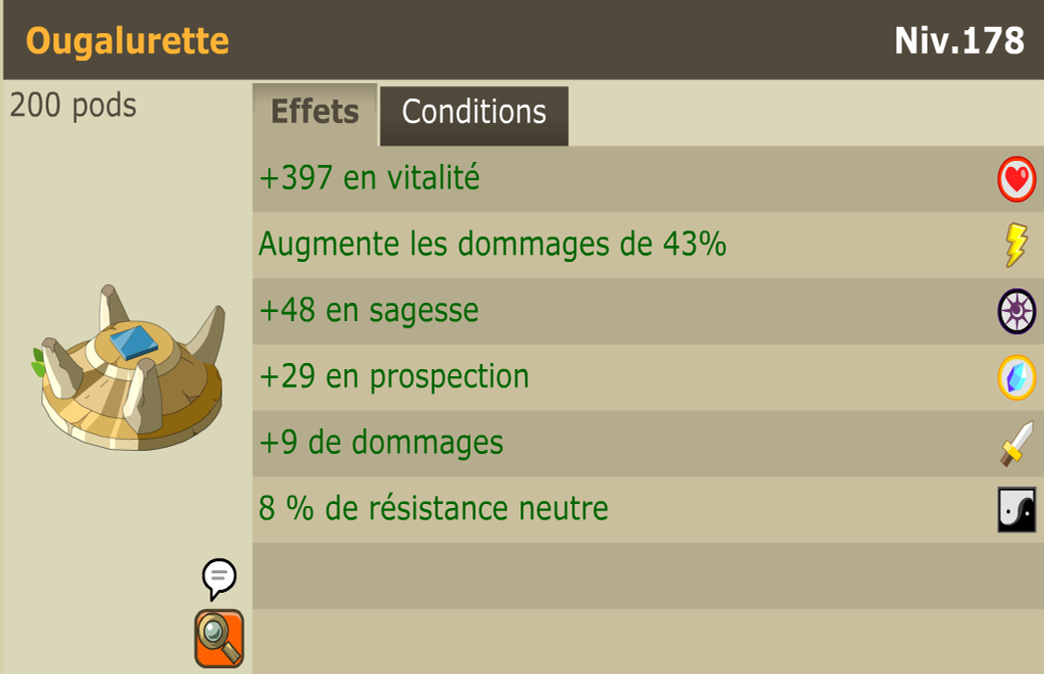 Ougalurette
Niv.178
200 pods
Effets
Conditions
+397 en vitalité
Augmente les dommages de 43%
+48 en sagesse
+29 en prospection
+9 de dommages
8 % de résistance neutre